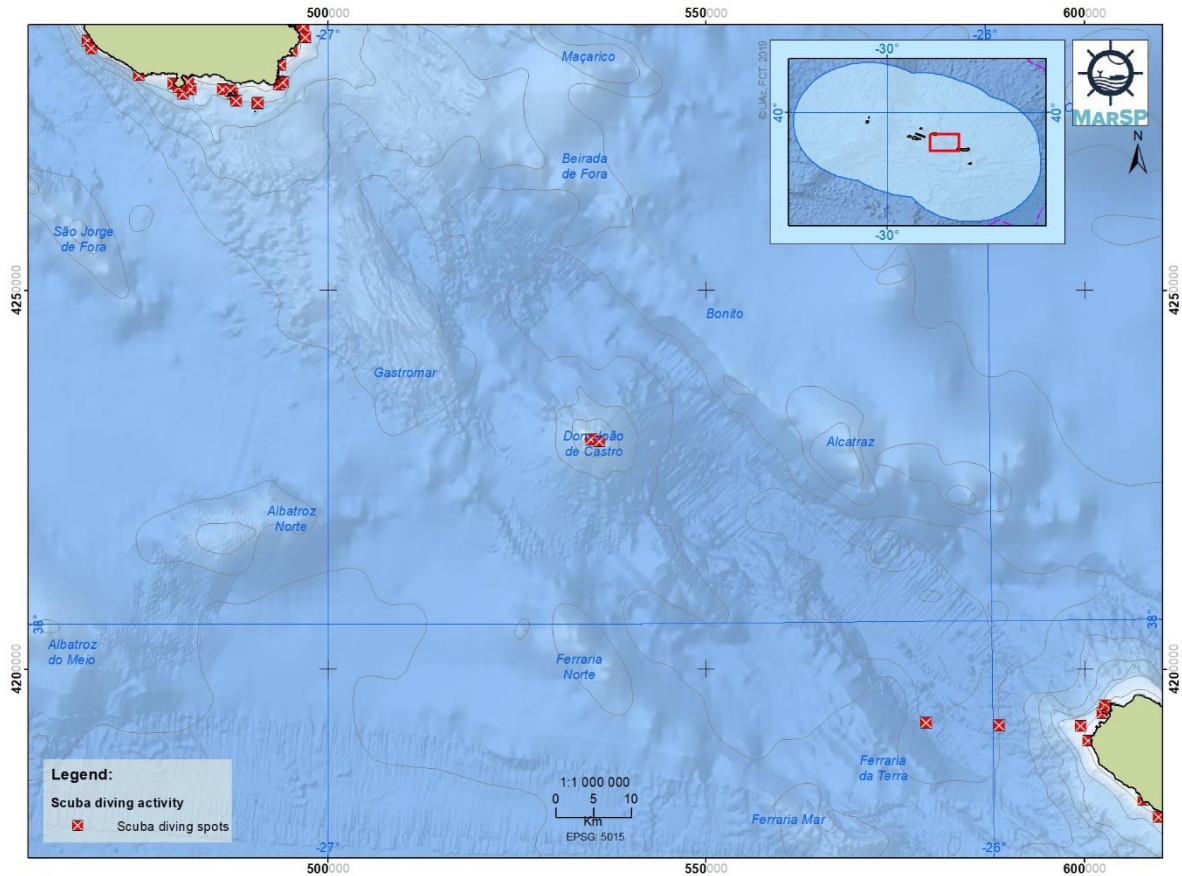 500000
550000
600000
-27°
-26°
Maçarico
© UAc, FCT 2019
-30°
40°
40°
-30°
MARSP
N
Beirada
de Fora
São Jorge
de Fora
4250000
4250000
Bonito
Gastromar
Dom João
de Castro
Alcatraz
Albatroz
Norte
38°
38°
Albatroz
do Meio
Ferraria
Norte
4200000
4200000
Ferraria
da Terra
Legend:
Scuba diving activity
Scuba diving spots
1:1 000 000
0 5 10
Km
EPSG: 5015
Ferraria Mar
-27°
-26°
500000
550000
600000